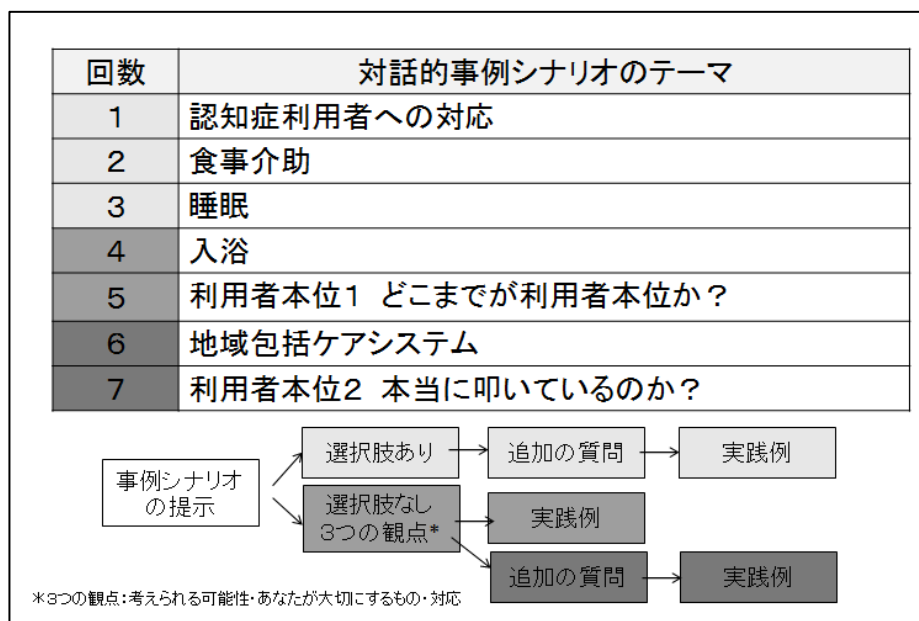 回数 対話的事例シナリオのテーマ
1 認知症利用者への対応
2 食事介助
3 睡眠
4 入浴
5 利用者本位1 どこまでが利用者本位か？
6 地域包括ケアシステム
7 利用者本位2 本当に叩いているのか？
事例シナリオ
の提示
選択肢あり
追加の質問
実践例
選択肢なし
3つの観点*
実践例
追加の質問
実践例
*3つの観点：考えられる可能性・あなたが大切にするもの・対応